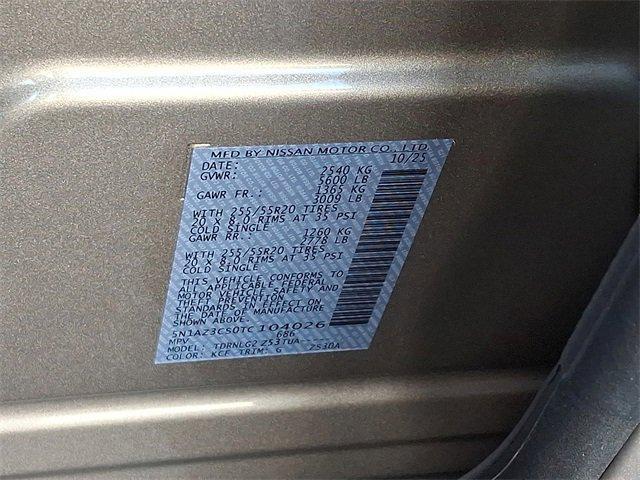 MFD BY NISSAN MOTOR CO., LTD
DATE: 10/25
GVWR: 2540 KG
5600 LB
GAWR FR.: 1365 KG
3009 LB
WITH 255/55R20 TIRES
20 X 8.0 RIMS AT 35 PSI
COLD SINGLE
GAWR RR.: 1260 KG
2778 LB
WITH 255/55R20 TIRES
20 X 8.0 RIMS AT 35 PSI
COLD SINGLE
THIS VEHICLE CONFORMS TO
ALL APPLICABLE FEDERAL
MOTOR VEHICLE SAFETY AND
THEFT PREVENTION
STANDARDS IN EFFECT ON
THE DATE OF MANUFACTURE
SHOWN ABOVE.
5N1AZ3CS0TC104026
MPV 686
MODEL: TDRNLG2 Z53TUA
COLOR: KCF TRIM: G Z530A